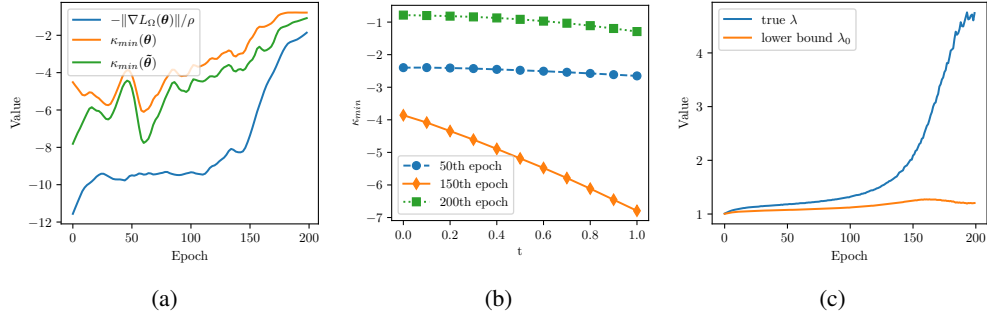 −‖∇L_Ω(θ)‖/ρ
κ_min(θ)
κ_min(θ̃)
Value
−2
−4
−6
−8
−10
−12
0
50
100
150
200
Epoch
(a)
κ_min
−1
−2
−3
−4
−5
−6
−7
50th epoch
150th epoch
200th epoch
0.0
0.2
0.4
0.6
0.8
1.0
t
(b)
true λ
lower bound λ_0
Value
4
3
2
1
0
50
100
150
200
Epoch
(c)